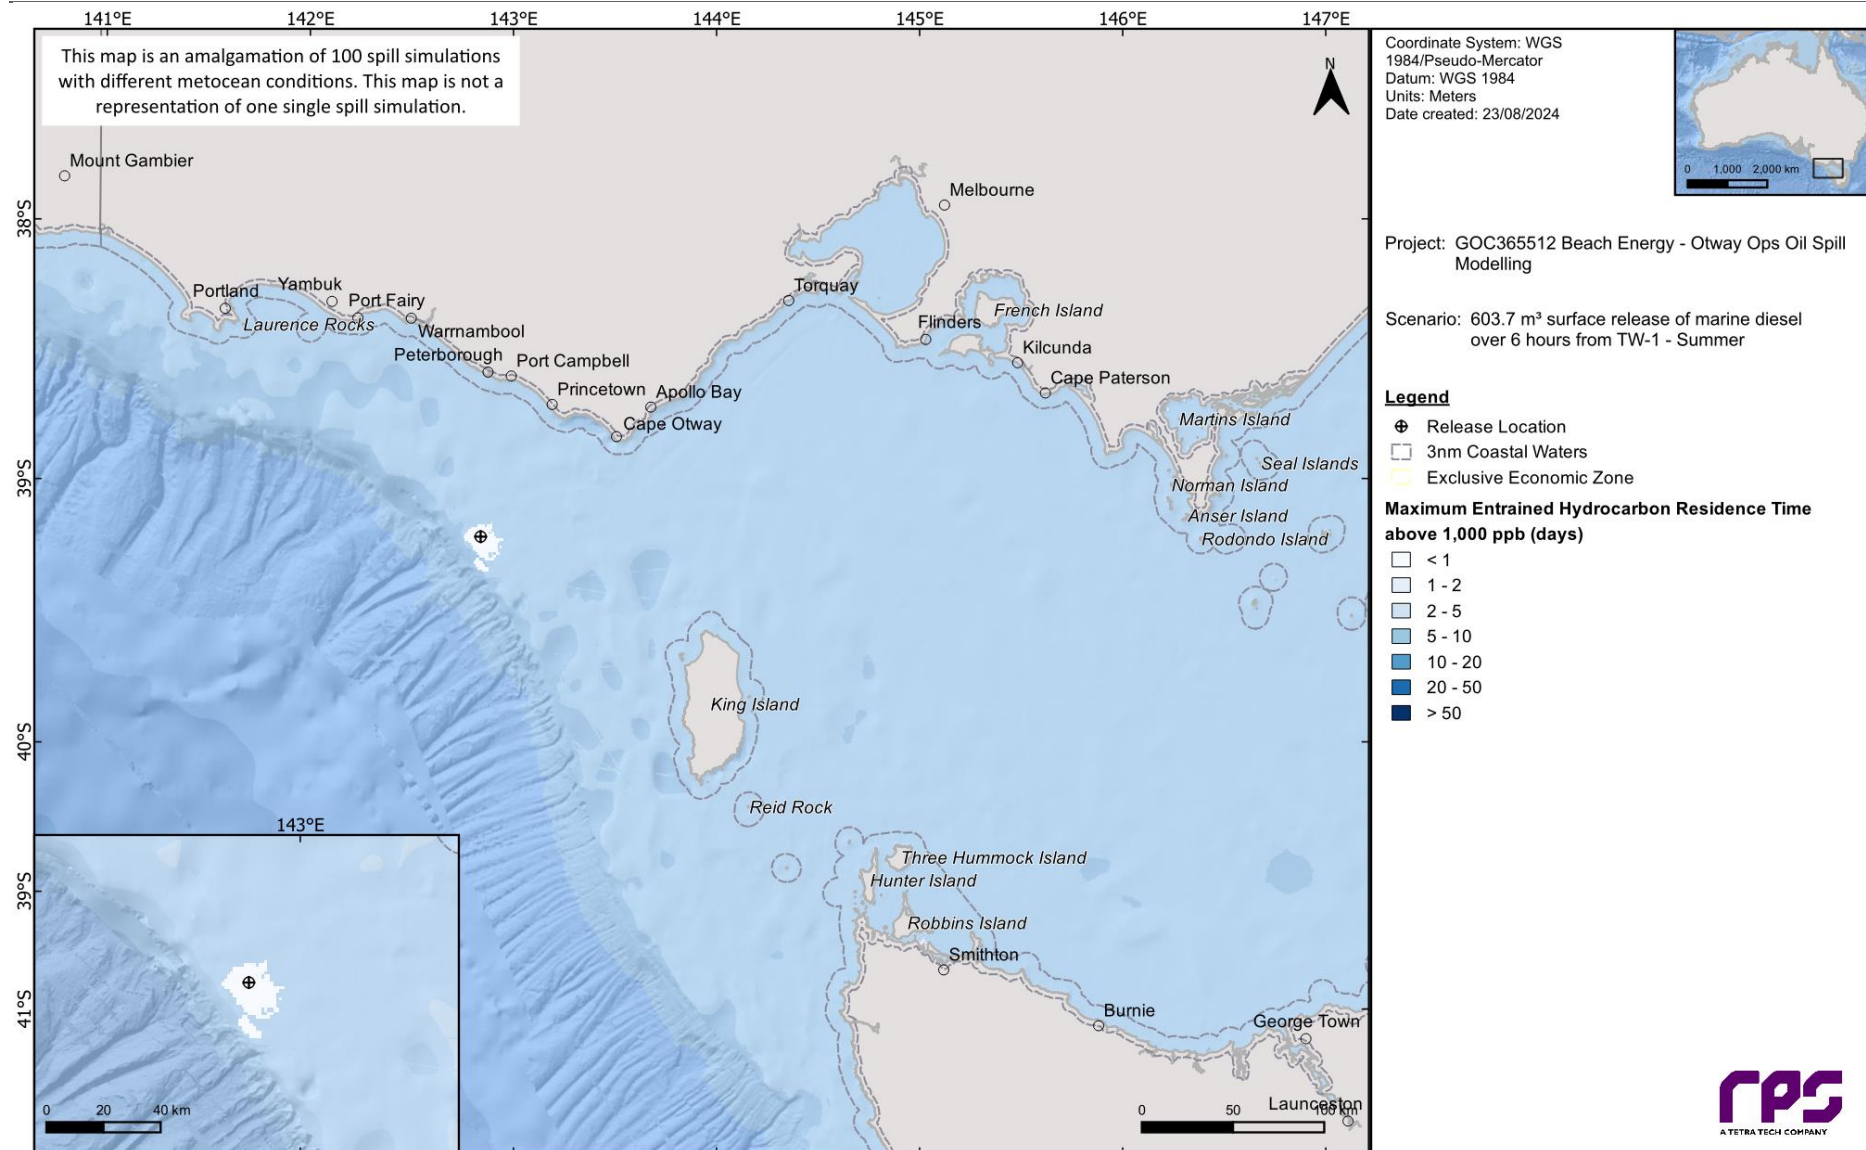 141°E
142°E
143°E
144°E
145°E
146°E
147°E
This map is an amalgamation of 100 spill simulations
with different metocean conditions. This map is not a
representation of one single spill simulation.
N
Mount Gambier
Melbourne
38°S
Portland
Yambuk
Port Fairy
Laurence Rocks
Warrnambool
Peterborough
Port Campbell
Princetown
Apollo Bay
Cape Otway
Torquay
French Island
Flinders
Kilcunda
Cape Paterson
Martins Island
Seal Islands
Norman Island
Anser Island
Rodondo Island
39°S
King Island
40°S
Reid Rock
Three Hummock Island
Hunter Island
Robbins Island
Smithton
Burnie
George Town
Launceston
41°S
0 50 100 km
143°E
39°S
0 20 40 km
Coordinate System: WGS
1984/Pseudo-Mercator
Datum: WGS 1984
Units: Meters
Date created: 23/08/2024
0 1,000 2,000 km
Project: GOC365512 Beach Energy - Otway Ops Oil Spill
Modelling
Scenario: 603.7 m³ surface release of marine diesel
over 6 hours from TW-1 - Summer
Legend
Release Location
3nm Coastal Waters
Exclusive Economic Zone
Maximum Entrained Hydrocarbon Residence Time
above 1,000 ppb (days)
< 1
1 - 2
2 - 5
5 - 10
10 - 20
20 - 50
> 50
rps
A TETRA TECH COMPANY